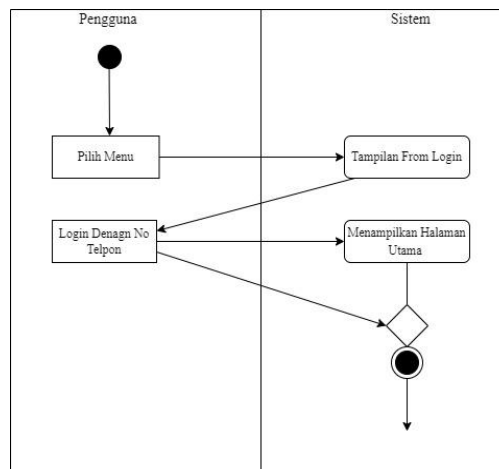 Pengguna
Sistem
Pilih Menu
Tampilan From Login
Login Denagn No
Telpon
Menampilkan Halaman
Utama